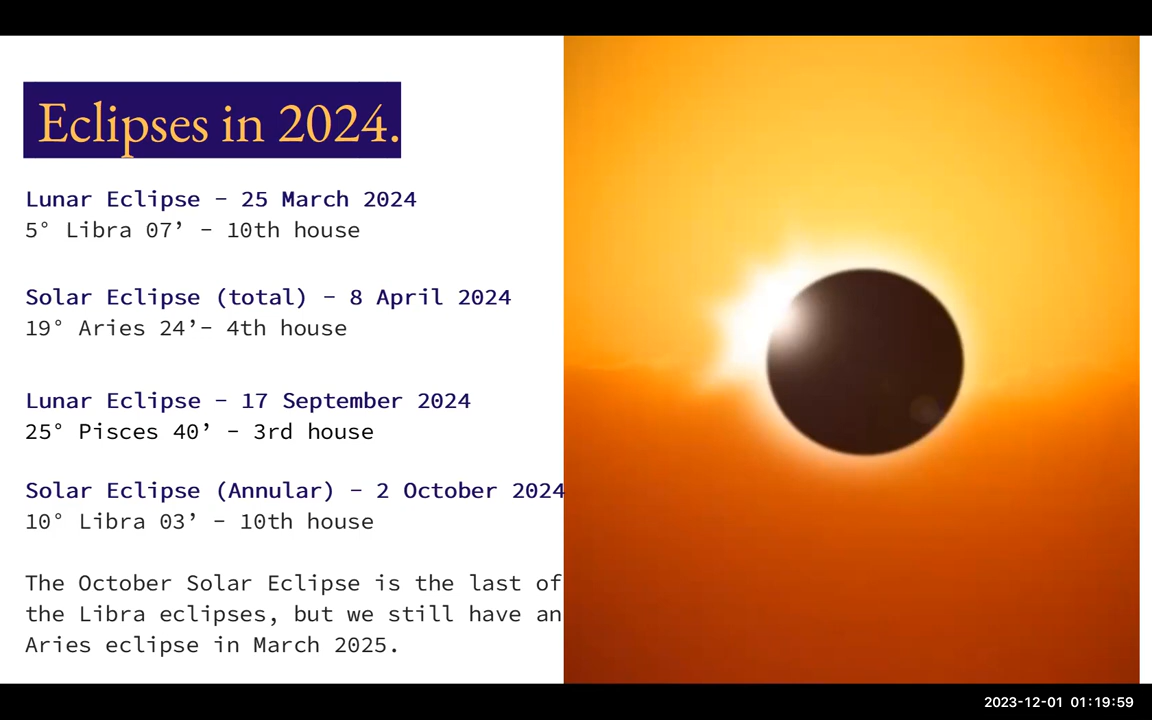 Eclipses in 2024.
Lunar Eclipse – 25 March 2024
5° Libra 07’ – 10th house
Solar Eclipse (total) – 8 April 2024
19° Aries 24’– 4th house
Lunar Eclipse – 17 September 2024
25° Pisces 40’ – 3rd house
Solar Eclipse (Annular) – 2 October 2024
10° Libra 03’ – 10th house
The October Solar Eclipse is the last of
the Libra eclipses, but we still have an
Aries eclipse in March 2025.
2023-12-01 01:19:59